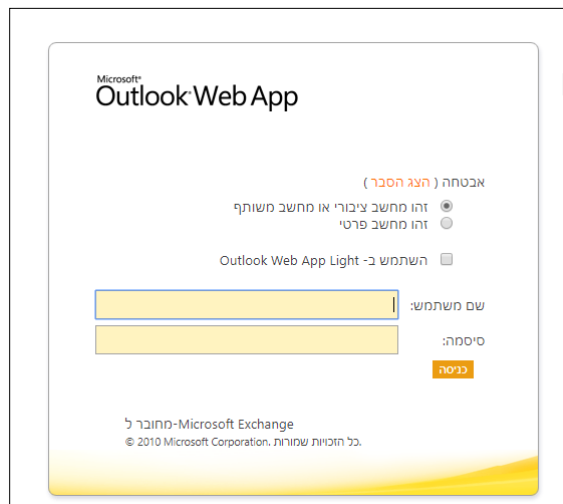 Microsoft®
Outlook Web App
אבטחה ( הצג הסבר )
זהו מחשב ציבורי או מחשב משותף
זהו מחשב פרטי
השתמש ב- Outlook Web App Light
שם משתמש:
סיסמה:
כניסה
מחובר ל-Microsoft Exchange
© 2010 Microsoft Corporation. כל הזכויות שמורות.